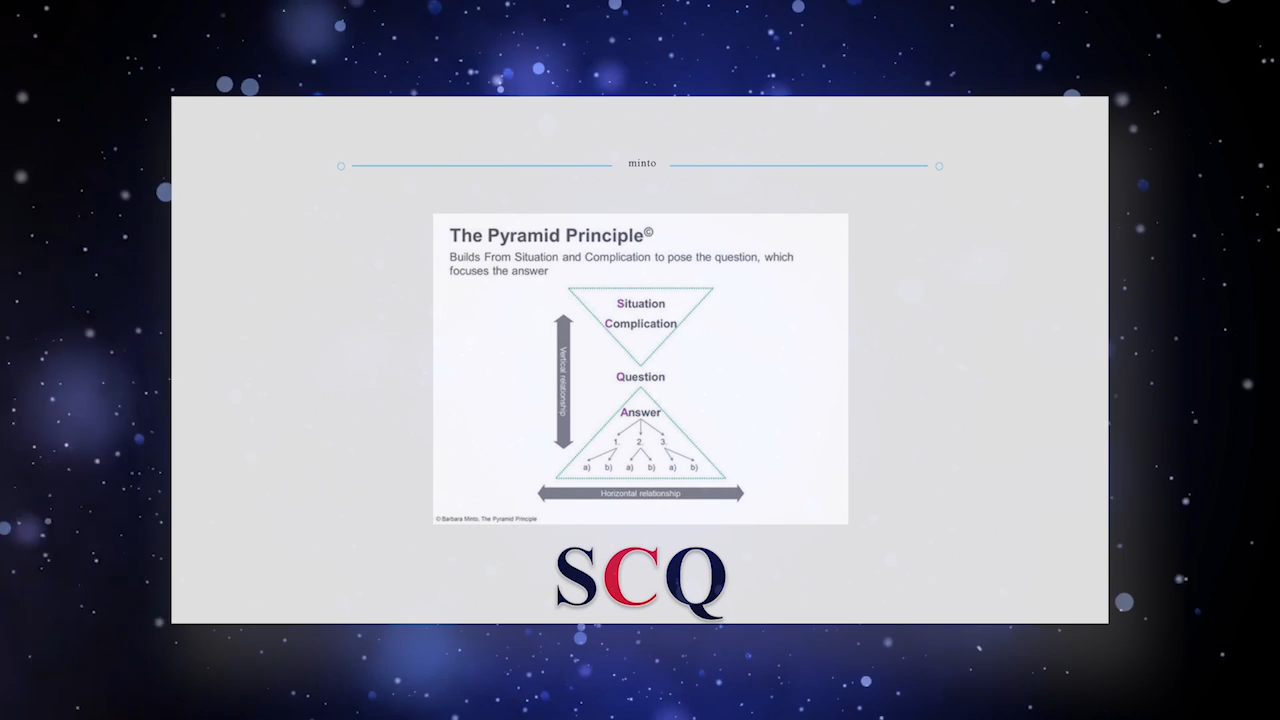 minto
The Pyramid Principle©
Builds From Situation and Complication to pose the question, which
focuses the answer
Situation
Complication
Vertical relationship
Question
Answer
1. 2. 3.
a) b) a) b) a) b)
Horizontal relationship
© Barbara Minto, The Pyramid Principle
SCQ